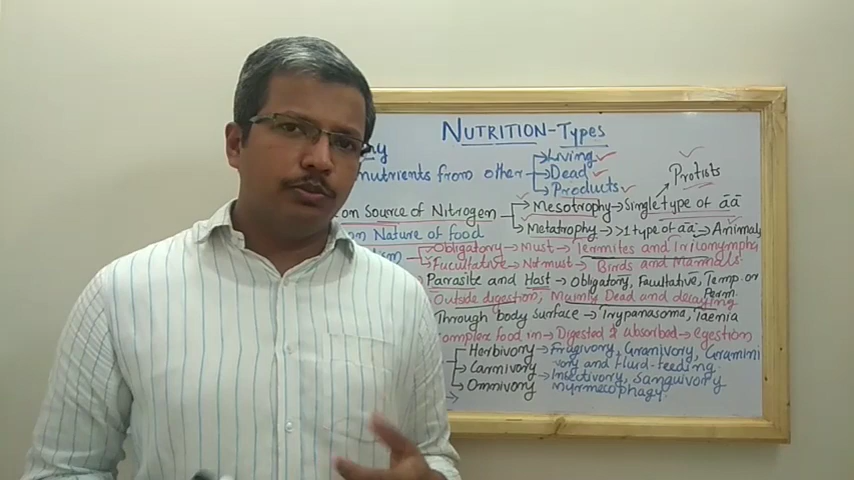 NUTRITION-TYPES
Living
nutrients from other Dead
Products
Protists
on Source of Nitrogen Mesotrophy → Single type of āā
on Nature of food Metatrophy → >1 type of āā → Animals
Obligatory → Must → Termites and Triconympha
Facultative → Not must → Birds and Mammals
Parasite and Host → Obligatory, Facultative, Temp. or Perm.
Outside digestion, Mainly Dead and decaying
Through body surface → Trypanasoma, Taenia
Complex food in → Digested & absorbed → Egestion
Herbivory → Frugivory, Granivory, Gramini
vory and Fluid-feeding.
Carnivory → Insectivory, Sanguivory
Omnivory Myrmecophagy.